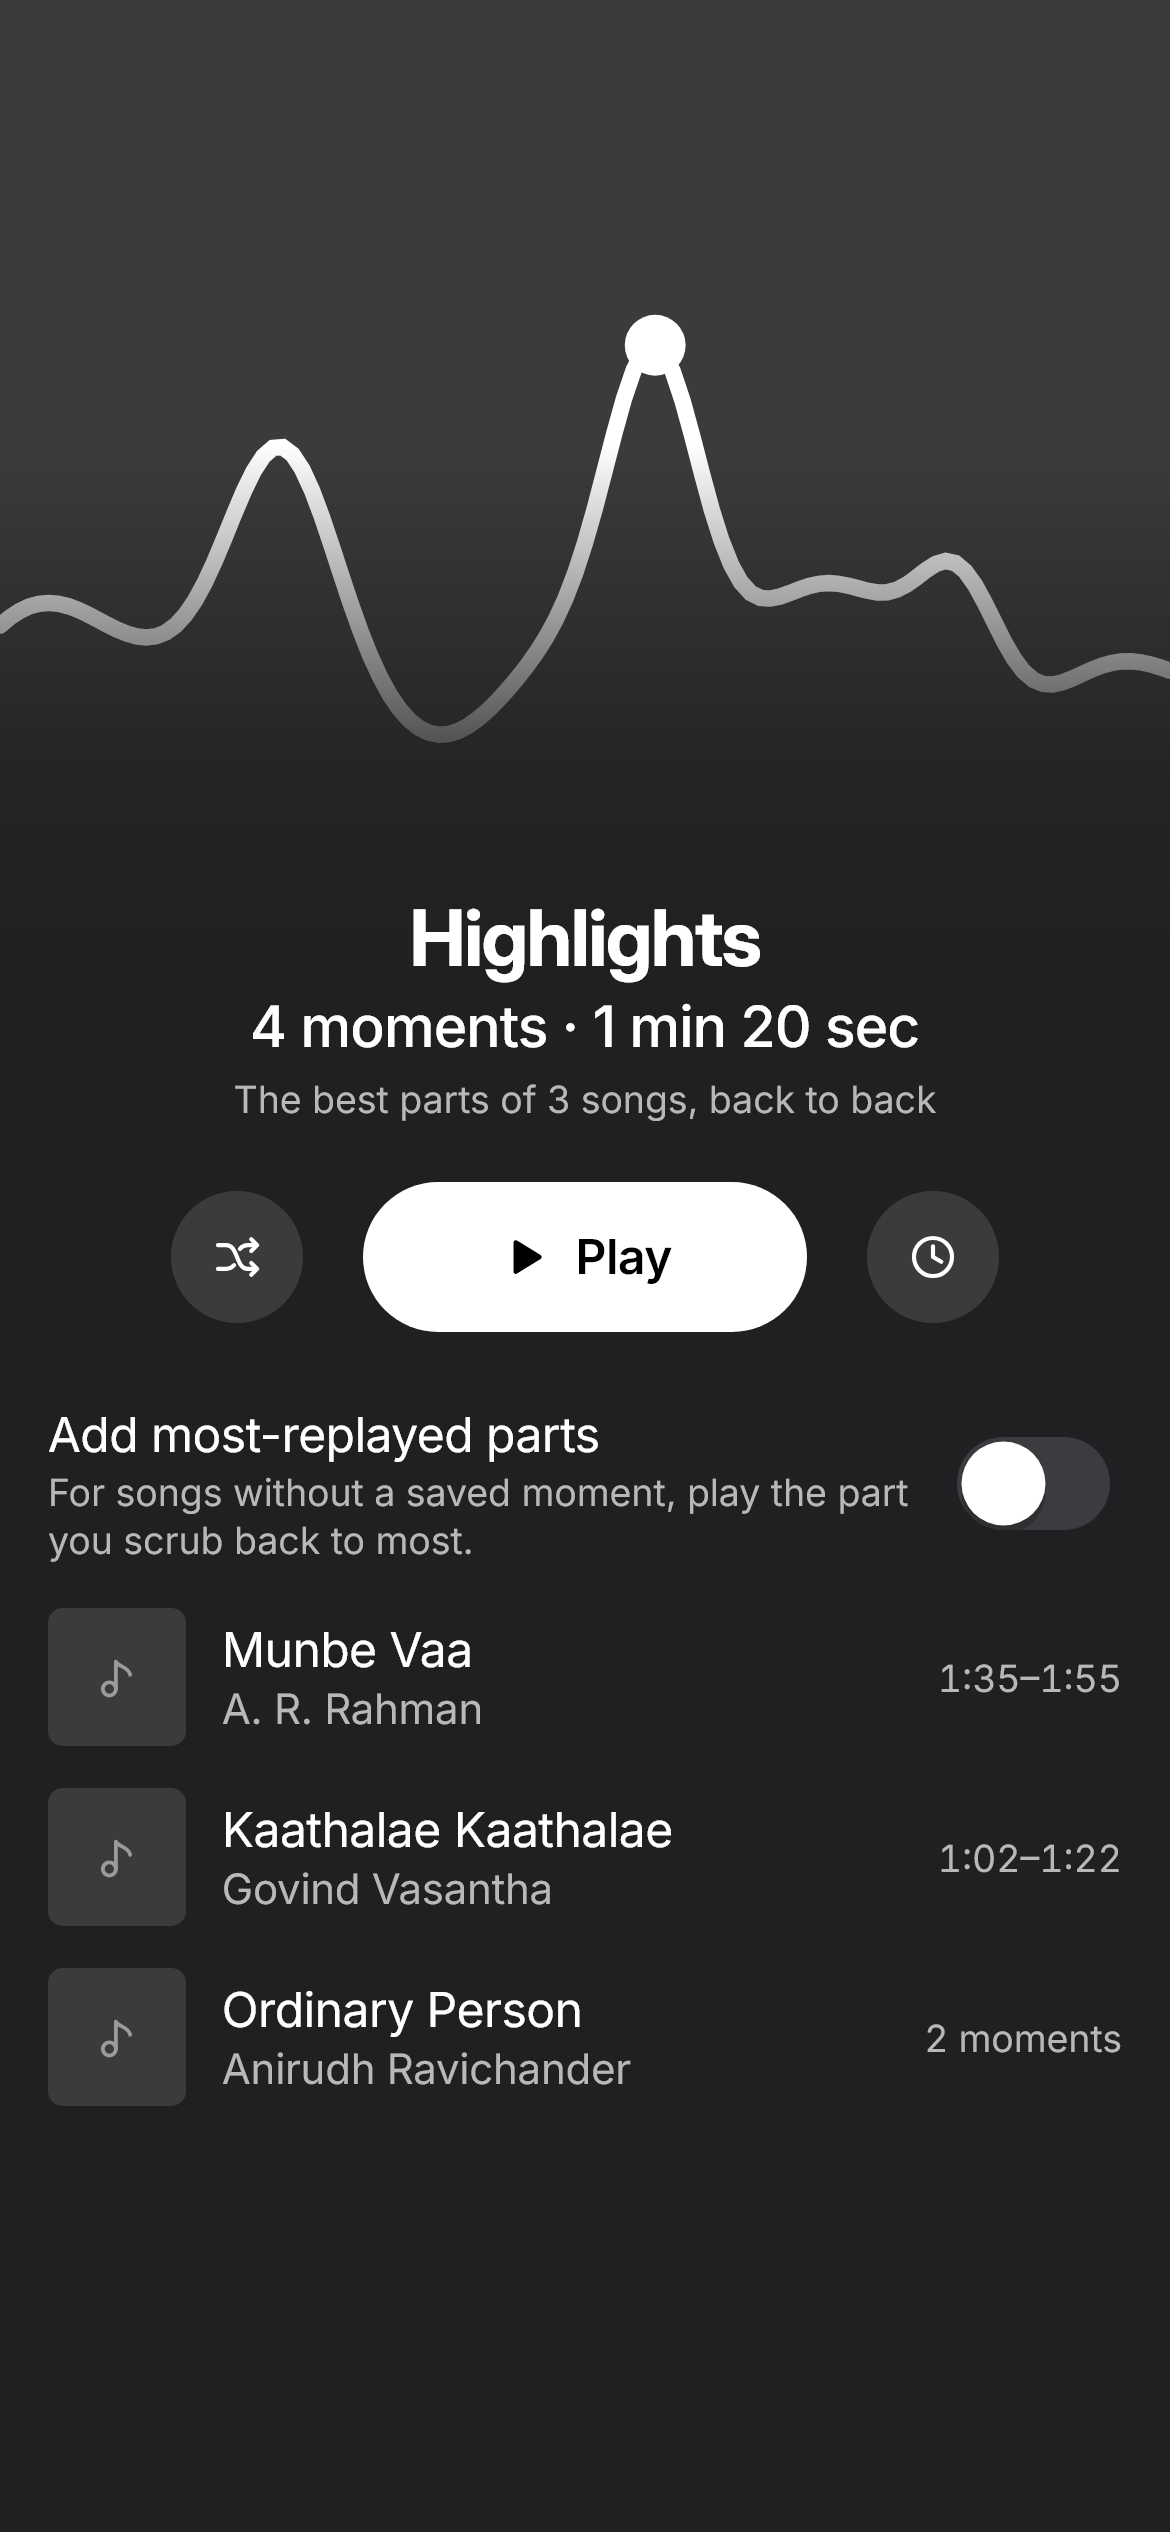 Highlights
4 moments · 1 min 20 sec
The best parts of 3 songs, back to back
Play
Add most-replayed parts
For songs without a saved moment, play the part
you scrub back to most.
Munbe Vaa
A. R. Rahman
1:35–1:55
Kaathalae Kaathalae
Govind Vasantha
1:02–1:22
Ordinary Person
Anirudh Ravichander
2 moments